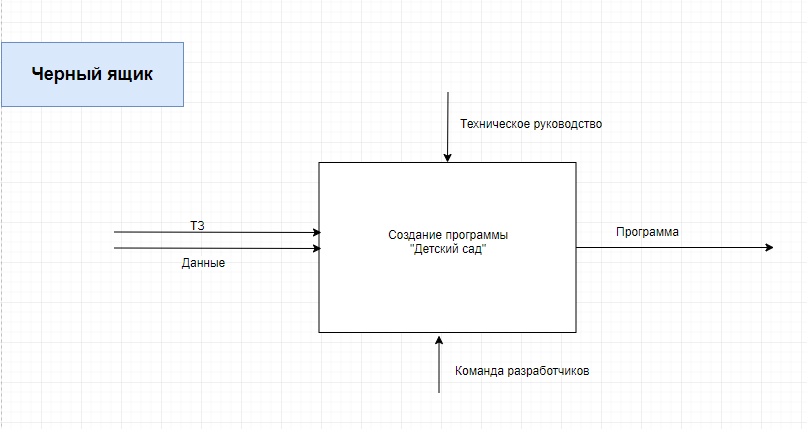 Черный ящик
Техническое руководство
ТЗ
Создание программы
"Детский сад"
Программа
Данные
Команда разработчиков